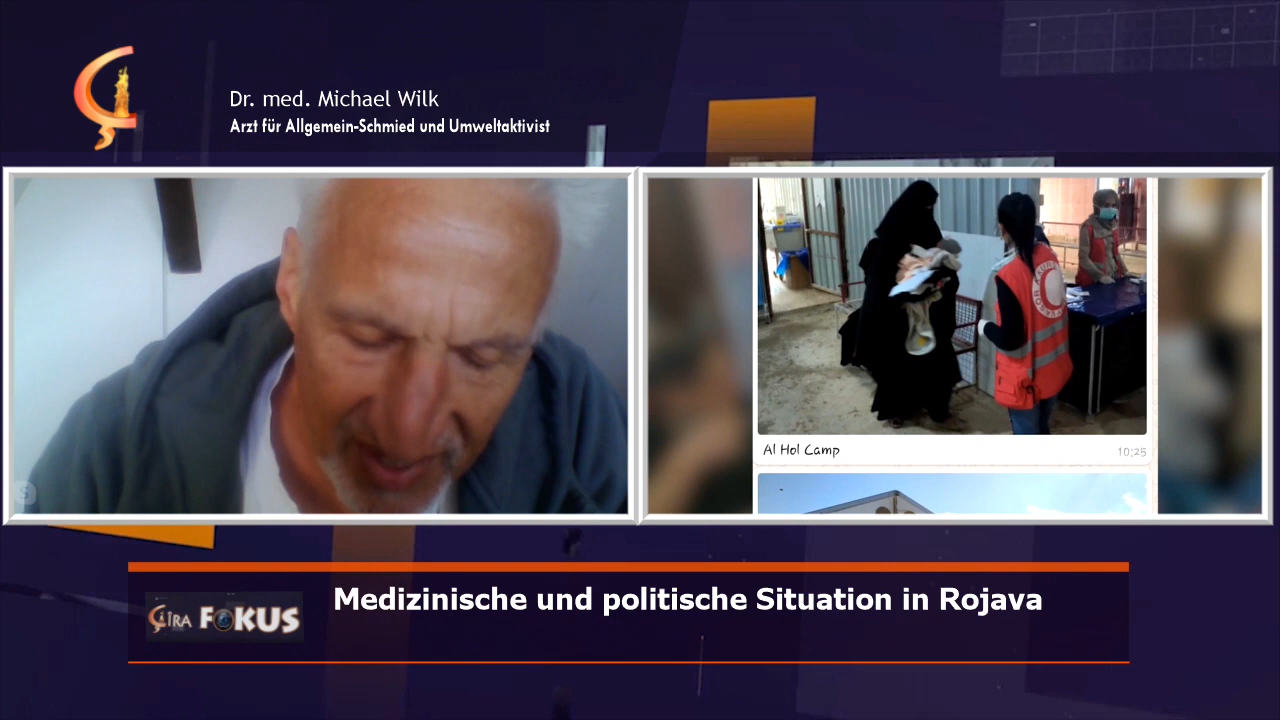 Dr. med. Michael Wilk
Arzt für Allgemein-Schmied und Umweltaktivist
Al Hol Camp
10:25
ÇIRA FOKUS
Medizinische und politische Situation in Rojava